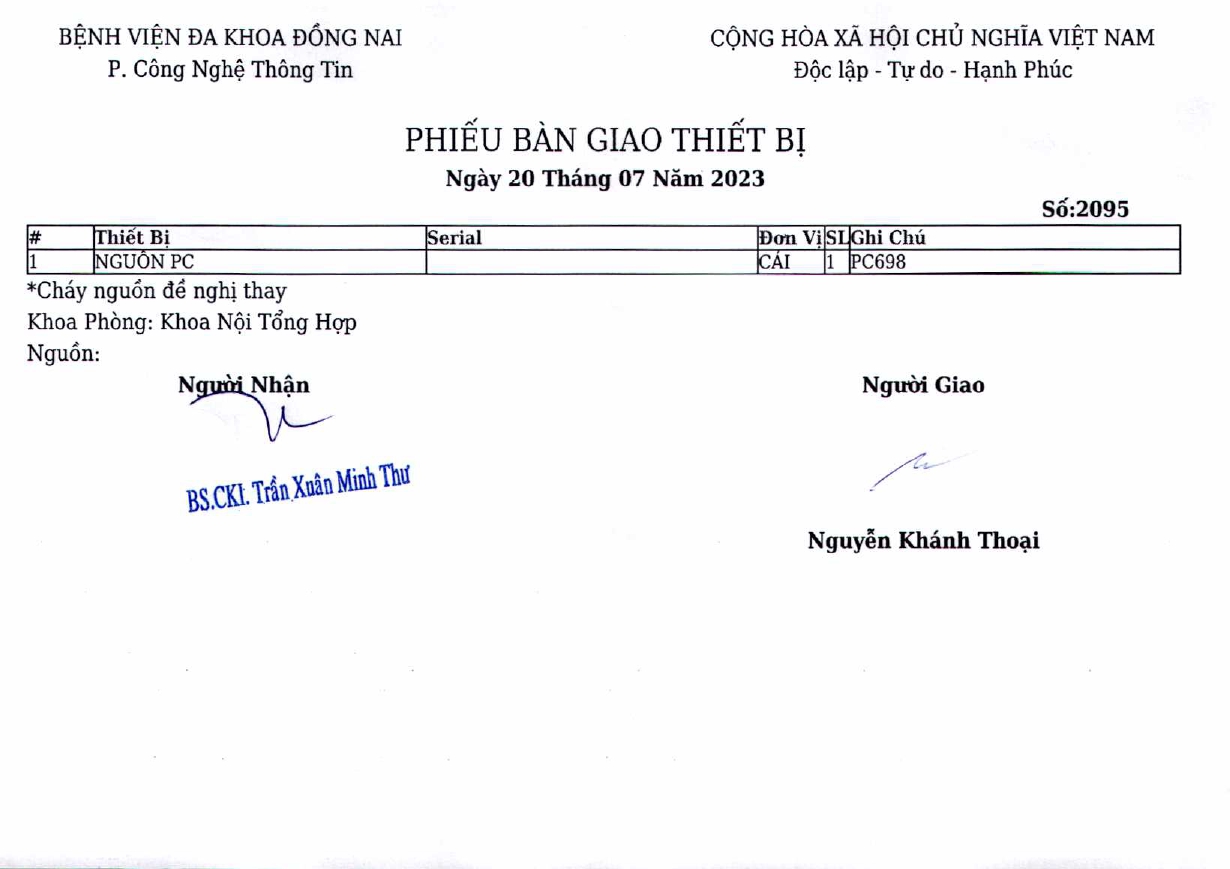 BỆNH VIỆN ĐA KHOA ĐỒNG NAI
P. Công Nghệ Thông Tin
CỘNG HÒA XÃ HỘI CHỦ NGHĨA VIỆT NAM
Độc lập - Tự do - Hạnh Phúc
PHIẾU BÀN GIAO THIẾT BỊ
Ngày 20 Tháng 07 Năm 2023
Số:2095
# Thiết Bị Serial Đơn Vị SL Ghi Chú
1 NGUỒN PC CÁI 1 PC698
*Cháy nguồn đề nghị thay
Khoa Phòng: Khoa Nội Tổng Hợp
Nguồn:
Người Nhận Người Giao
BS.CKI. Trần Xuân Minh Thư
Nguyễn Khánh Thoại